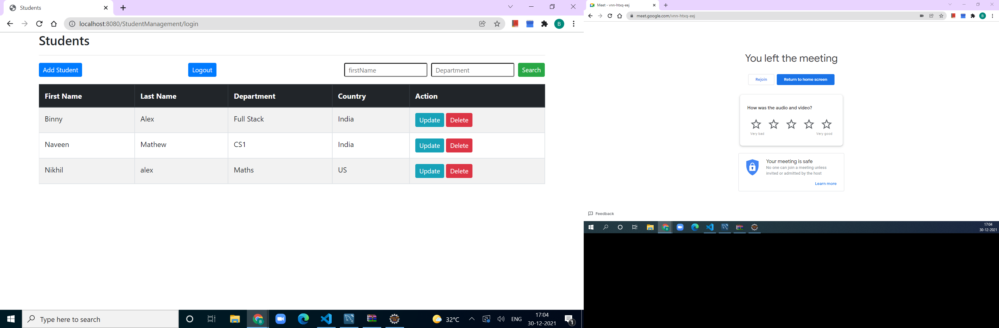 Students
localhost:8080/StudentManagement/login
B
Students
Add Student
Logout
firstName
Department
Search
First Name Last Name Department Country Action
Binny Alex Full Stack India Update Delete
Naveen Mathew CS1 India Update Delete
Nikhil alex Maths US Update Delete
Type here to search
B
32°C
ENG
17:04
30-12-2021
1
Meet - vnn-htxq-eej
meet.google.com/vnn-htxq-eej
B
You left the meeting
Rejoin
Return to home screen
How was the audio and video?
Very bad
Very good
Your meeting is safe
No one can join a meeting unless
invited or admitted by the host
Learn more
Feedback
17:04
30-12-2021